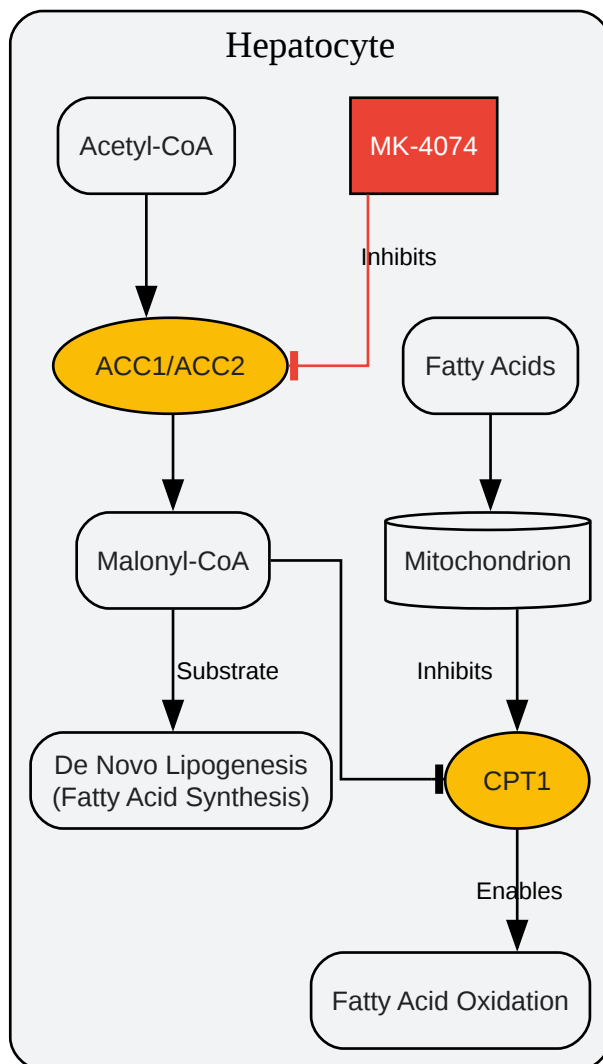 Hepatocyte
Acetyl-CoA
MK-4074
Inhibits
ACC1/ACC2
Fatty Acids
Malonyl-CoA
Mitochondrion
Substrate
Inhibits
De Novo Lipogenesis
(Fatty Acid Synthesis)
CPT1
Enables
Fatty Acid Oxidation